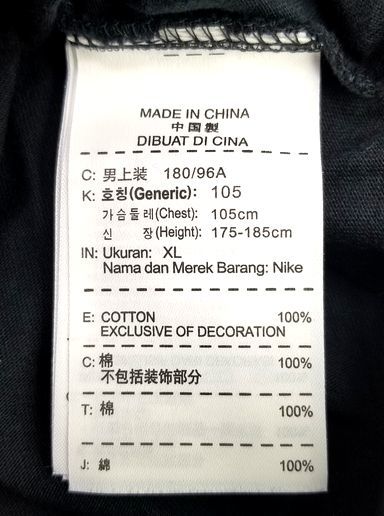 MADE IN CHINA
中国製
DIBUAT DI CINA
C: 男上装 180/96A
K: 호칭(Generic): 105
가슴둘레(Chest): 105cm
신 장(Height): 175-185cm
IN: Ukuran: XL
Nama dan Merek Barang: Nike
E: COTTON 100%
EXCLUSIVE OF DECORATION
C: 棉 100%
不包括装饰部分
T: 棉 100%
J: 綿 100%